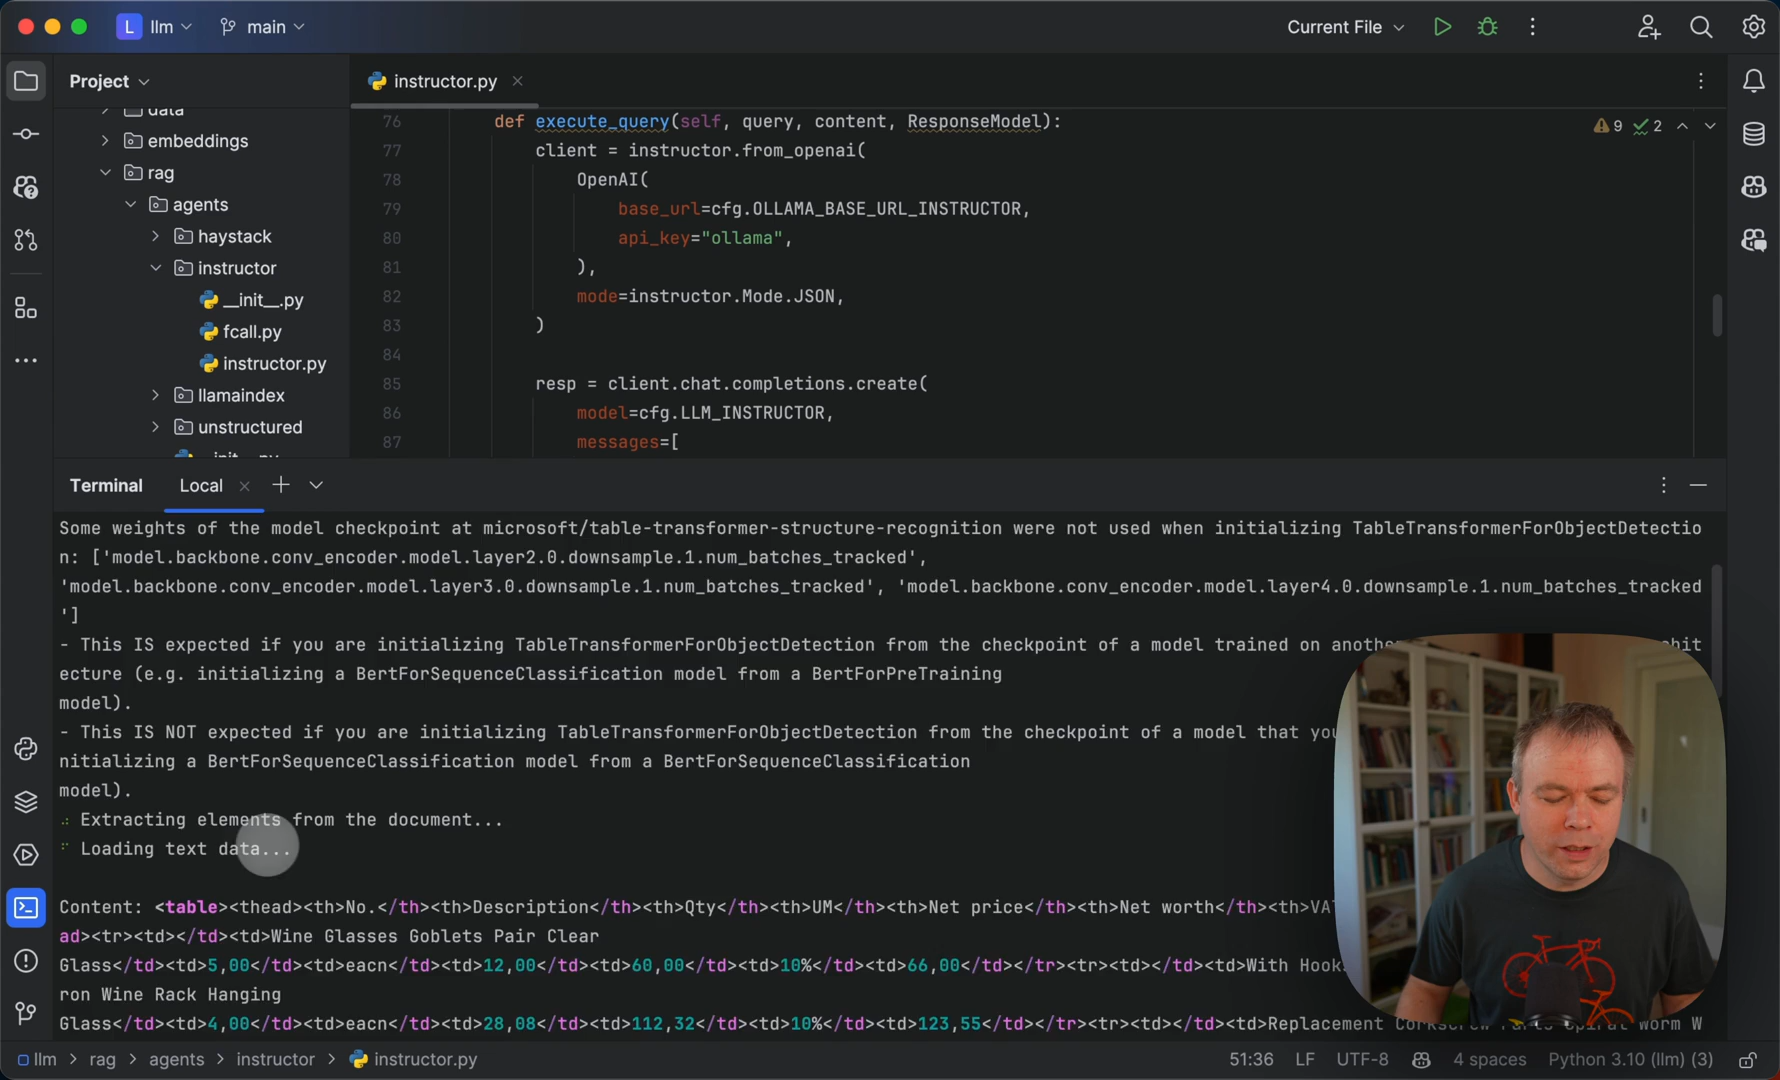 L llm main Current File
Project instructor.py
data
embeddings
rag
agents
haystack
instructor
__init__.py
fcall.py
instructor.py
llamaindex
unstructured
__init__.py
76 def execute_query(self, query, content, ResponseModel): 9 2
77 client = instructor.from_openai(
78 OpenAI(
79 base_url=cfg.OLLAMA_BASE_URL_INSTRUCTOR,
80 api_key="ollama",
81 ),
82 mode=instructor.Mode.JSON,
83 )
84
85 resp = client.chat.completions.create(
86 model=cfg.LLM_INSTRUCTOR,
87 messages=[
Terminal Local
Some weights of the model checkpoint at microsoft/table-transformer-structure-recognition were not used when initializing TableTransformerForObjectDetectio
n: ['model.backbone.conv_encoder.model.layer2.0.downsample.1.num_batches_tracked',
'model.backbone.conv_encoder.model.layer3.0.downsample.1.num_batches_tracked', 'model.backbone.conv_encoder.model.layer4.0.downsample.1.num_batches_tracked
']
- This IS expected if you are initializing TableTransformerForObjectDetection from the checkpoint of a model trained on anothe
ecture (e.g. initializing a BertForSequenceClassification model from a BertForPreTraining
model).
- This IS NOT expected if you are initializing TableTransformerForObjectDetection from the checkpoint of a model that you
nitializing a BertForSequenceClassification model from a BertForSequenceClassification
model).
Extracting elements from the document...
Loading text data...
Content: <table><thead><th>No.</th><th>Description</th><th>Qty</th><th>UM</th><th>Net price</th><th>Net worth</th><th>VA
ad><tr><td></td><td>Wine Glasses Goblets Pair Clear
Glass</td><td>5,00</td><td>eacn</td><td>12,00</td><td>60,00</td><td>10%</td><td>66,00</td></tr><tr><td></td><td>With Hook
ron Wine Rack Hanging
Glass</td><td>4,00</td><td>eacn</td><td>28,08</td><td>112,32</td><td>10%</td><td>123,55</td></tr><tr><td></td><td>Replacement Corkscrew Parts Spiral Worm W
llm > rag > agents > instructor > instructor.py 51:36 LF UTF-8 4 spaces Python 3.10 (llm) (3)